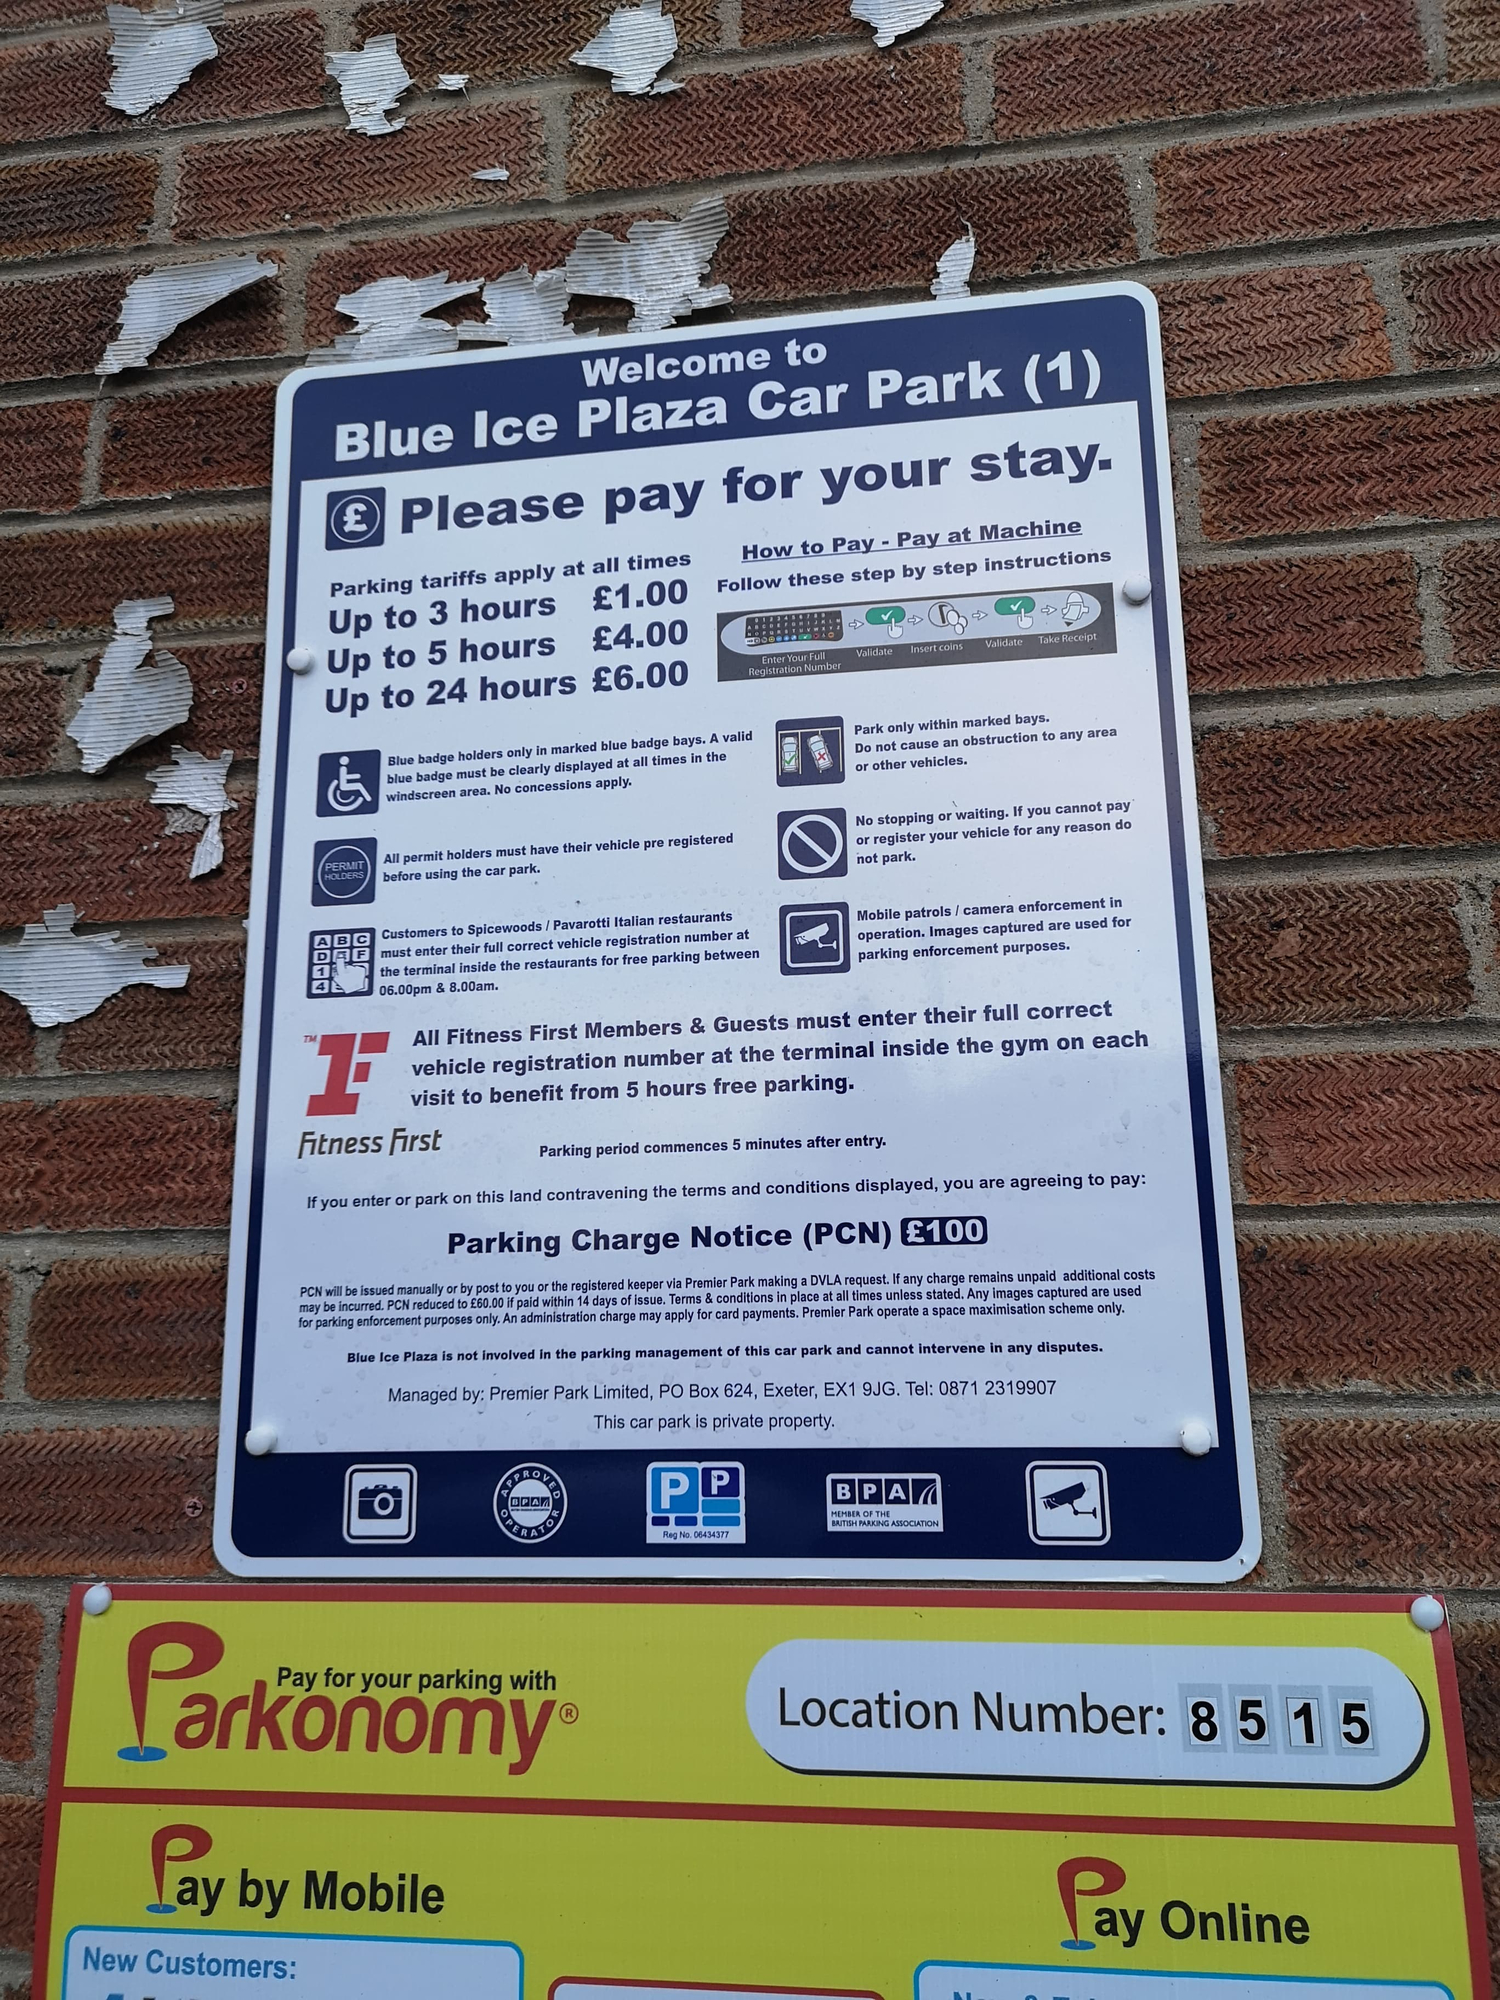 Welcome to
Blue Ice Plaza Car Park (1)
£ Please pay for your stay.
Parking tariffs apply at all times
Up to 3 hours £1.00
Up to 5 hours £4.00
Up to 24 hours £6.00
How to Pay - Pay at Machine
Follow these step by step instructions
Enter Your Full
Registration Number
Validate
Insert coins
Validate
Take Receipt
Blue badge holders only in marked blue badge bays. A valid
blue badge must be clearly displayed at all times in the
windscreen area. No concessions apply.
Park only within marked bays.
Do not cause an obstruction to any area
or other vehicles.
PERMIT
HOLDERS
All permit holders must have their vehicle pre registered
before using the car park.
No stopping or waiting. If you cannot pay
or register your vehicle for any reason do
not park.
A B C
D F
1
4
Customers to Spicewoods / Pavarotti Italian restaurants
must enter their full correct vehicle registration number at
the terminal inside the restaurants for free parking between
06.00pm & 8.00am.
Mobile patrols / camera enforcement in
operation. Images captured are used for
parking enforcement purposes.
TM
Fitness First
All Fitness First Members & Guests must enter their full correct
vehicle registration number at the terminal inside the gym on each
visit to benefit from 5 hours free parking.
Parking period commences 5 minutes after entry.
If you enter or park on this land contravening the terms and conditions displayed, you are agreeing to pay:
Parking Charge Notice (PCN) £100
PCN will be issued manually or by post to you or the registered keeper via Premier Park making a DVLA request. If any charge remains unpaid additional costs
may be incurred. PCN reduced to £60.00 if paid within 14 days of issue. Terms & conditions in place at all times unless stated. Any images captured are used
for parking enforcement purposes only. An administration charge may apply for card payments. Premier Park operate a space maximisation scheme only.
Blue Ice Plaza is not involved in the parking management of this car park and cannot intervene in any disputes.
Managed by: Premier Park Limited, PO Box 624, Exeter, EX1 9JG. Tel: 0871 2319907
This car park is private property.
APPROVED
BPA
OPERATOR
P P
Reg No. 06434377
BPA
MEMBER OF THE
BRITISH PARKING ASSOCIATION
Pay for your parking with
Parkonomy®
Location Number: 8 5 1 5
Pay by Mobile
Pay Online
New Customers: